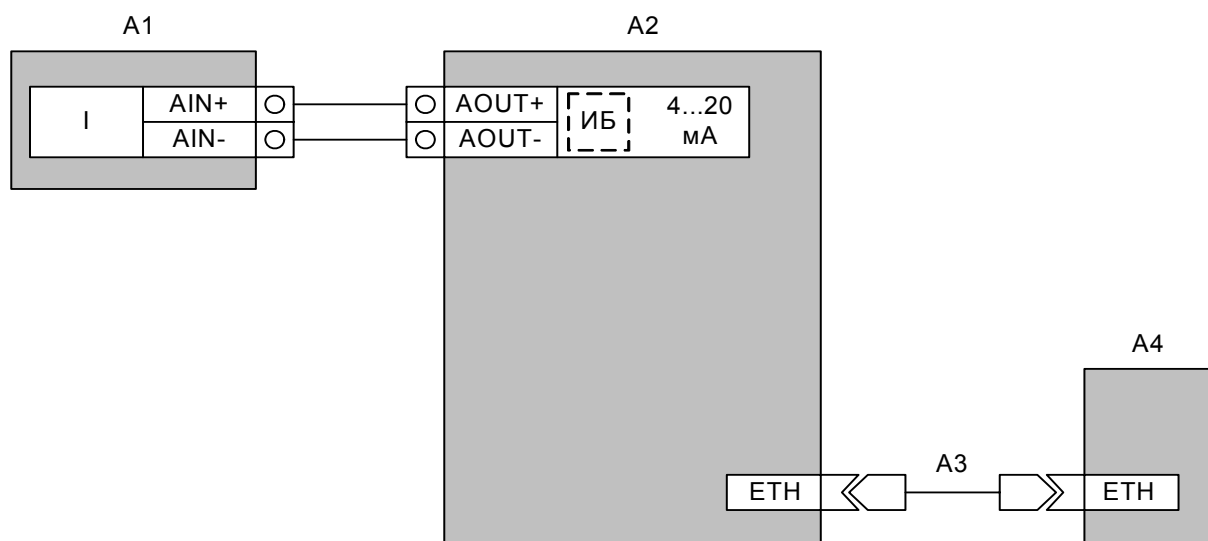 A1
A2
I
AIN+
AIN-
AOUT+
AOUT-
ИБ
4...20
мА
A4
A3
ETH
ETH